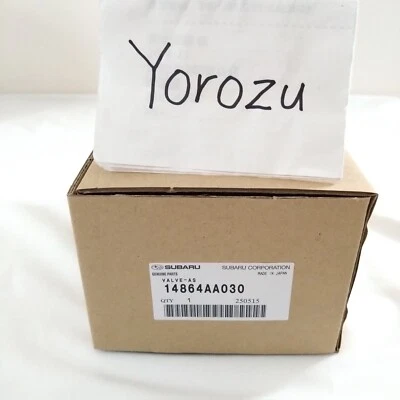 Yorozu
SUBARU SUBARU CORPORATION
GENUINE PARTS MADE IN JAPAN
VALVE-AS
14864AA030
QTY 1 250515